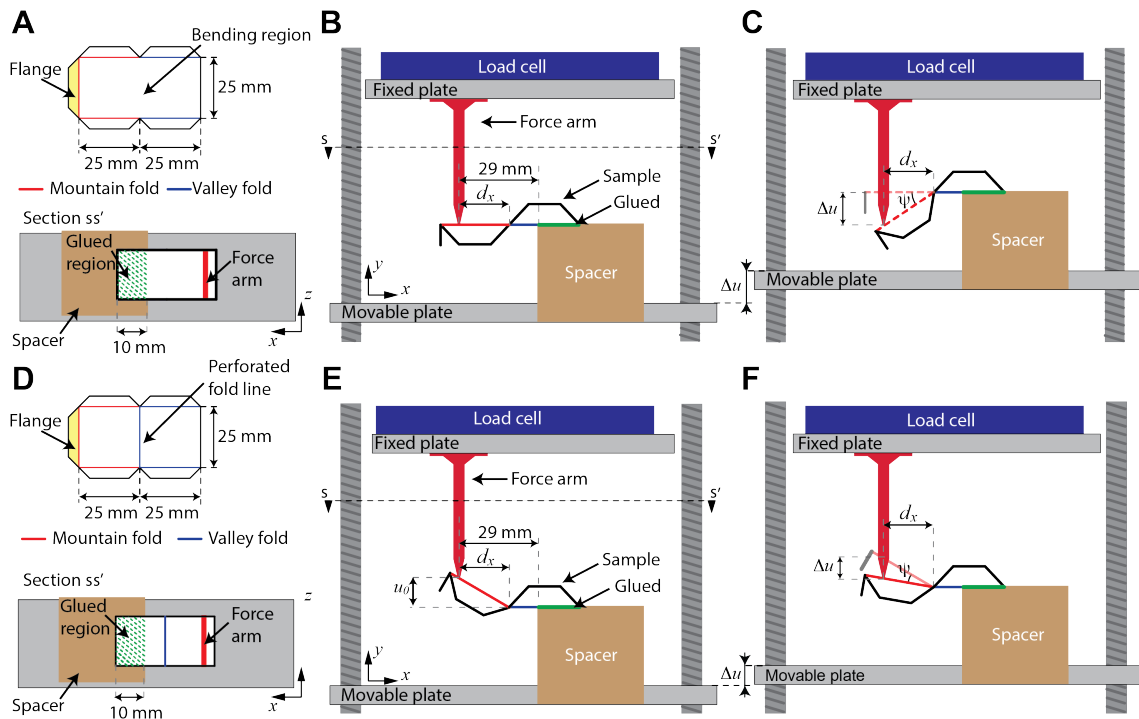 A
Bending region
Flange
25 mm
25 mm
25 mm
Mountain fold
Valley fold
Section ss′
Glued
region
Force
arm
Spacer
10 mm
z
x
B
Load cell
Fixed plate
Force arm
s
s′
29 mm
dx
Sample
Glued
Spacer
y
x
Movable plate
C
Load cell
Fixed plate
dx
Δu
ψ
Spacer
Δu
Movable plate
D
Perforated
fold line
Flange
25 mm
25 mm
25 mm
Mountain fold
Valley fold
Section ss′
Glued
region
Force
arm
Spacer
10 mm
z
x
E
Load cell
Fixed plate
Force arm
s
s′
29 mm
dx
u0
Sample
Glued
Spacer
y
x
Movable plate
F
Load cell
Fixed plate
dx
Δu
ψ
Spacer
Δu
Movable plate